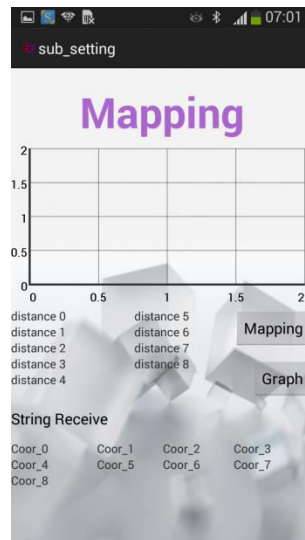 07:01
sub_setting
Mapping
2
1.5
1
0.5
0
0 0.5 1 1.5 2
distance 0 distance 5
distance 1 distance 6
distance 2 distance 7
distance 3 distance 8
distance 4
Mapping
Graph
String Receive
Coor_0 Coor_1 Coor_2 Coor_3
Coor_4 Coor_5 Coor_6 Coor_7
Coor_8